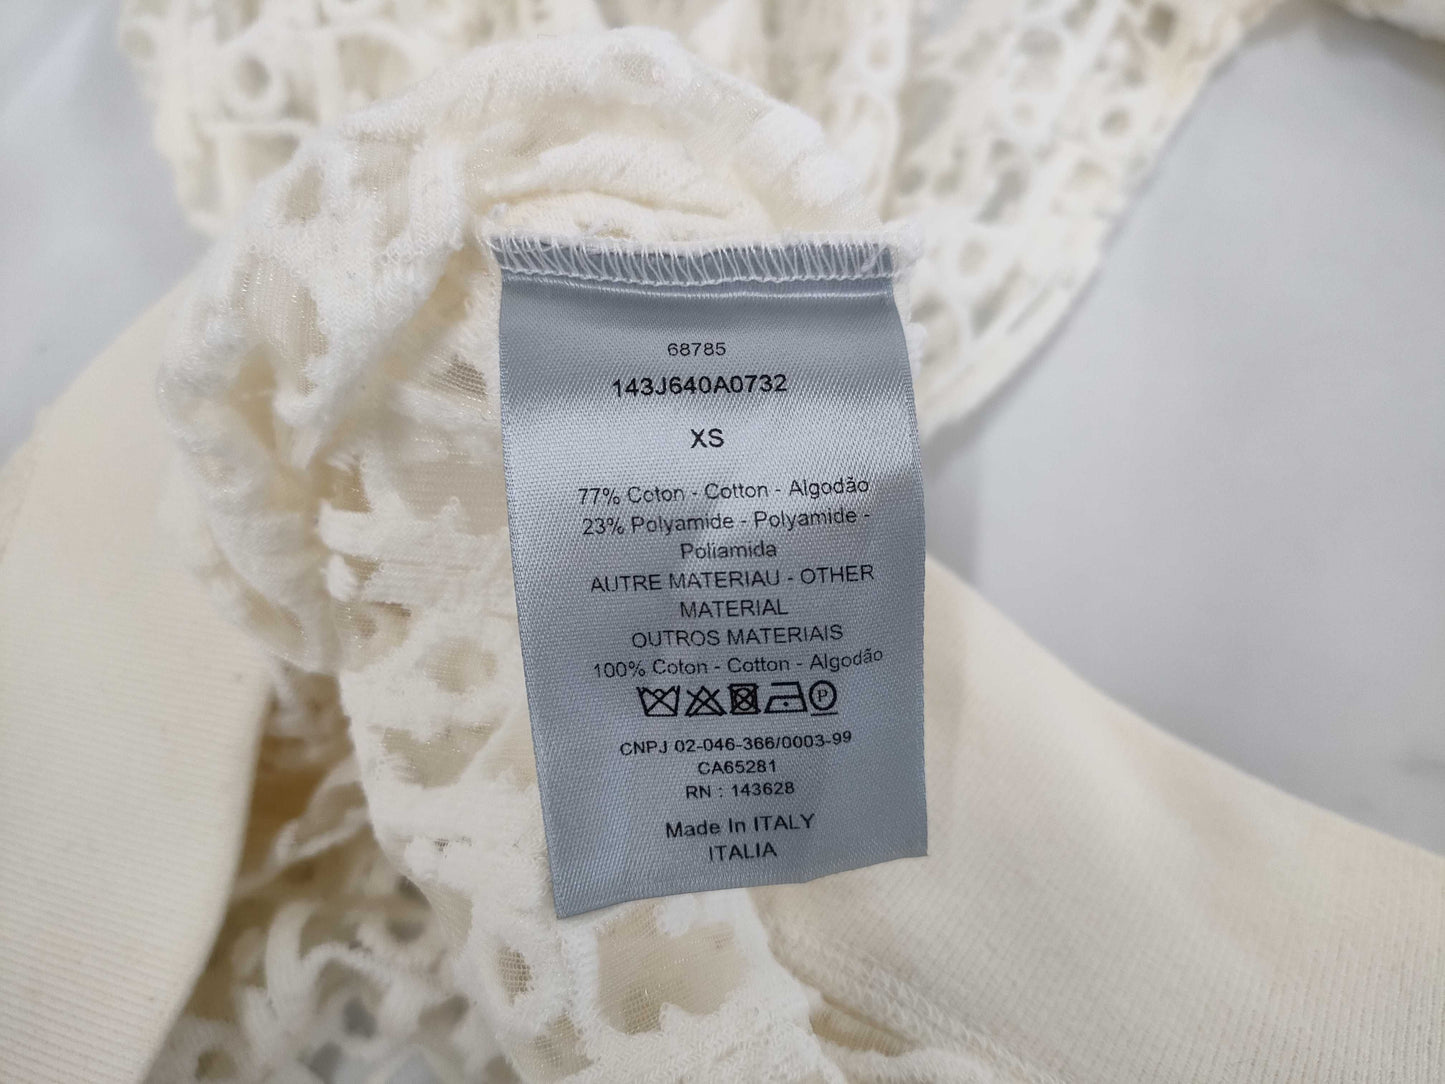 68785
143J640A0732
XS
77% Coton - Cotton - Algodão
23% Polyamide - Polyamide -
Poliamida
AUTRE MATERIAU - OTHER
MATERIAL
OUTROS MATERIAIS
100% Coton - Cotton - Algodão
P
CNPJ 02-046-366/0003-99
CA65281
RN : 143628
Made In ITALY
ITALIA